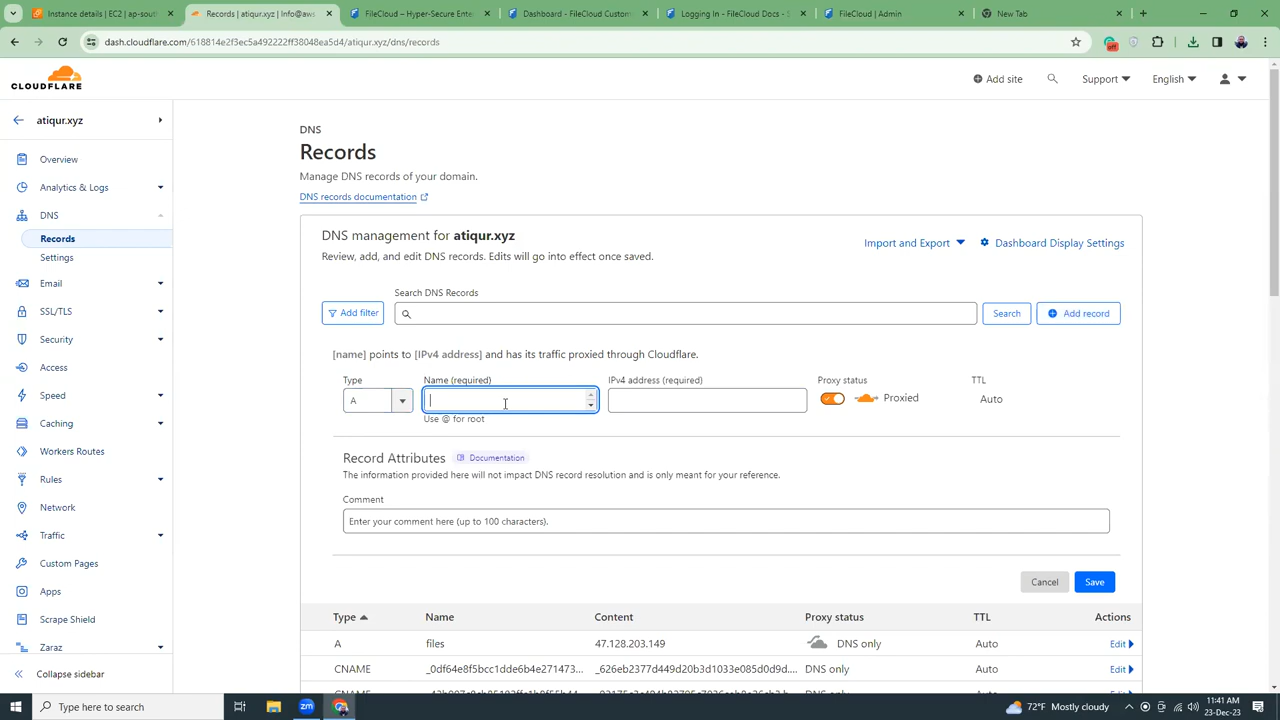 Instance details | EC2 | ap-south
Records | atiqur.xyz | Info@aws
FileCloud – Hyper-Secure Enter
Dashboard - FileCloud Custom
Logging In - FileCloud Docs - 1
FileCloud | Admin
New Tab
dash.cloudflare.com/618814e2f3ec5a492222ff38048ea5d4/atiqur.xyz/dns/records
off
CLOUDFLARE
Add site
Support
English
atiqur.xyz
Overview
Analytics & Logs
DNS
Records
Settings
Email
SSL/TLS
Security
Access
Speed
Caching
Workers Routes
Rules
Network
Traffic
Custom Pages
Apps
Scrape Shield
Zaraz
Collapse sidebar
DNS
Records
Manage DNS records of your domain.
DNS records documentation
DNS management for atiqur.xyz
Import and Export
Dashboard Display Settings
Review, add, and edit DNS records. Edits will go into effect once saved.
Search DNS Records
Add filter
Search
Add record
[name] points to [IPv4 address] and has its traffic proxied through Cloudflare.
Type Name (required) IPv4 address (required) Proxy status TTL
A Proxied Auto
Use @ for root
Record Attributes Documentation
The information provided here will not impact DNS record resolution and is only meant for your reference.
Comment
Enter your comment here (up to 100 characters).
Cancel Save
Type Name Content Proxy status TTL Actions
A files 47.128.203.149 DNS only Auto Edit
CNAME _0df64e8f5bcc1dde6b4e271473... _626eb2377d449d20b3d1033e085d0d9d.... DNS only Auto Edit
Type here to search
zm
72°F Mostly cloudy
11:41 AM
23-Dec-23